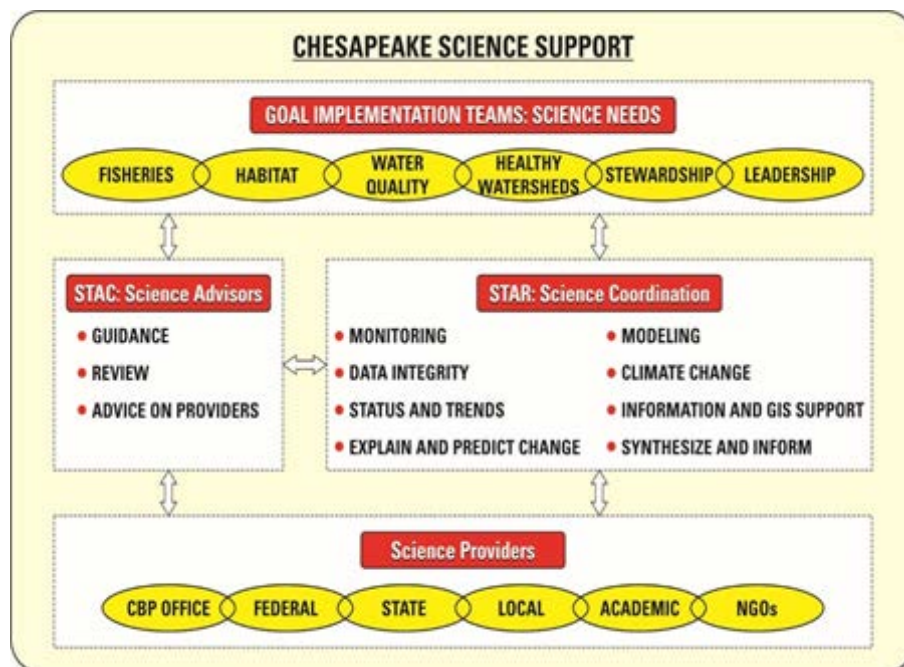 CHESAPEAKE SCIENCE SUPPORT
GOAL IMPLEMENTATION TEAMS: SCIENCE NEEDS
FISHERIES
HABITAT
WATER
QUALITY
HEALTHY
WATERSHEDS
STEWARDSHIP
LEADERSHIP
STAC: Science Advisors
GUIDANCE
REVIEW
ADVICE ON PROVIDERS
STAR: Science Coordination
MONITORING
DATA INTEGRITY
STATUS AND TRENDS
EXPLAIN AND PREDICT CHANGE
MODELING
CLIMATE CHANGE
INFORMATION AND GIS SUPPORT
SYNTHESIZE AND INFORM
Science Providers
CBP OFFICE
FEDERAL
STATE
LOCAL
ACADEMIC
NGOs